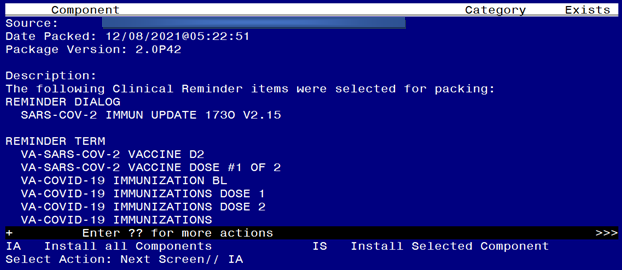 Component Category Exists
Source:
Date Packed: 12/08/2021@05:22:51
Package Version: 2.0P42
Description:
The following Clinical Reminder items were selected for packing:
REMINDER DIALOG
SARS-COV-2 IMMUN UPDATE 1730 V2.15
REMINDER TERM
VA-SARS-COV-2 VACCINE D2
VA-SARS-COV-2 VACCINE DOSE #1 OF 2
VA-COVID-19 IMMUNIZATION BL
VA-COVID-19 IMMUNIZATIONS DOSE 1
VA-COVID-19 IMMUNIZATIONS DOSE 2
VA-COVID-19 IMMUNIZATIONS
+ Enter ?? for more actions >>>
IA Install all Components IS Install Selected Component
Select Action: Next Screen// IA